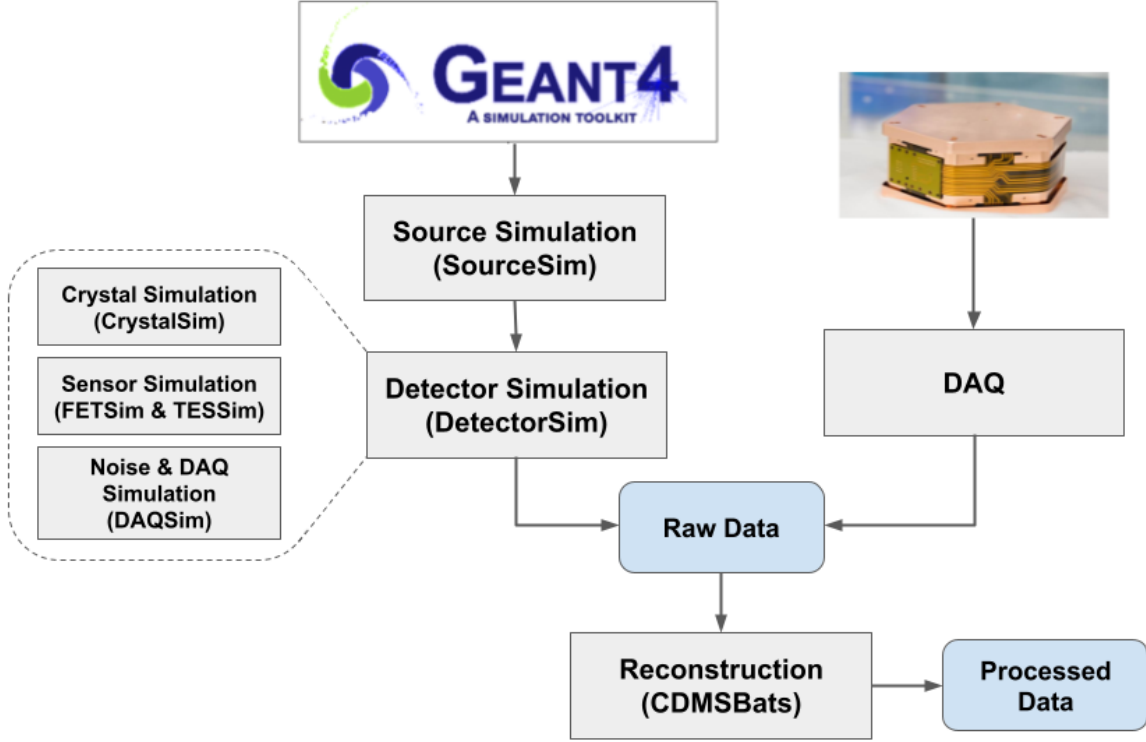 GEANT4
A SIMULATION TOOLKIT
Source Simulation
(SourceSim)
Crystal Simulation
(CrystalSim)
Sensor Simulation
(FETSim & TESSim)
Noise & DAQ
Simulation
(DAQSim)
Detector Simulation
(DetectorSim)
DAQ
Raw Data
Reconstruction
(CDMSBats)
Processed
Data